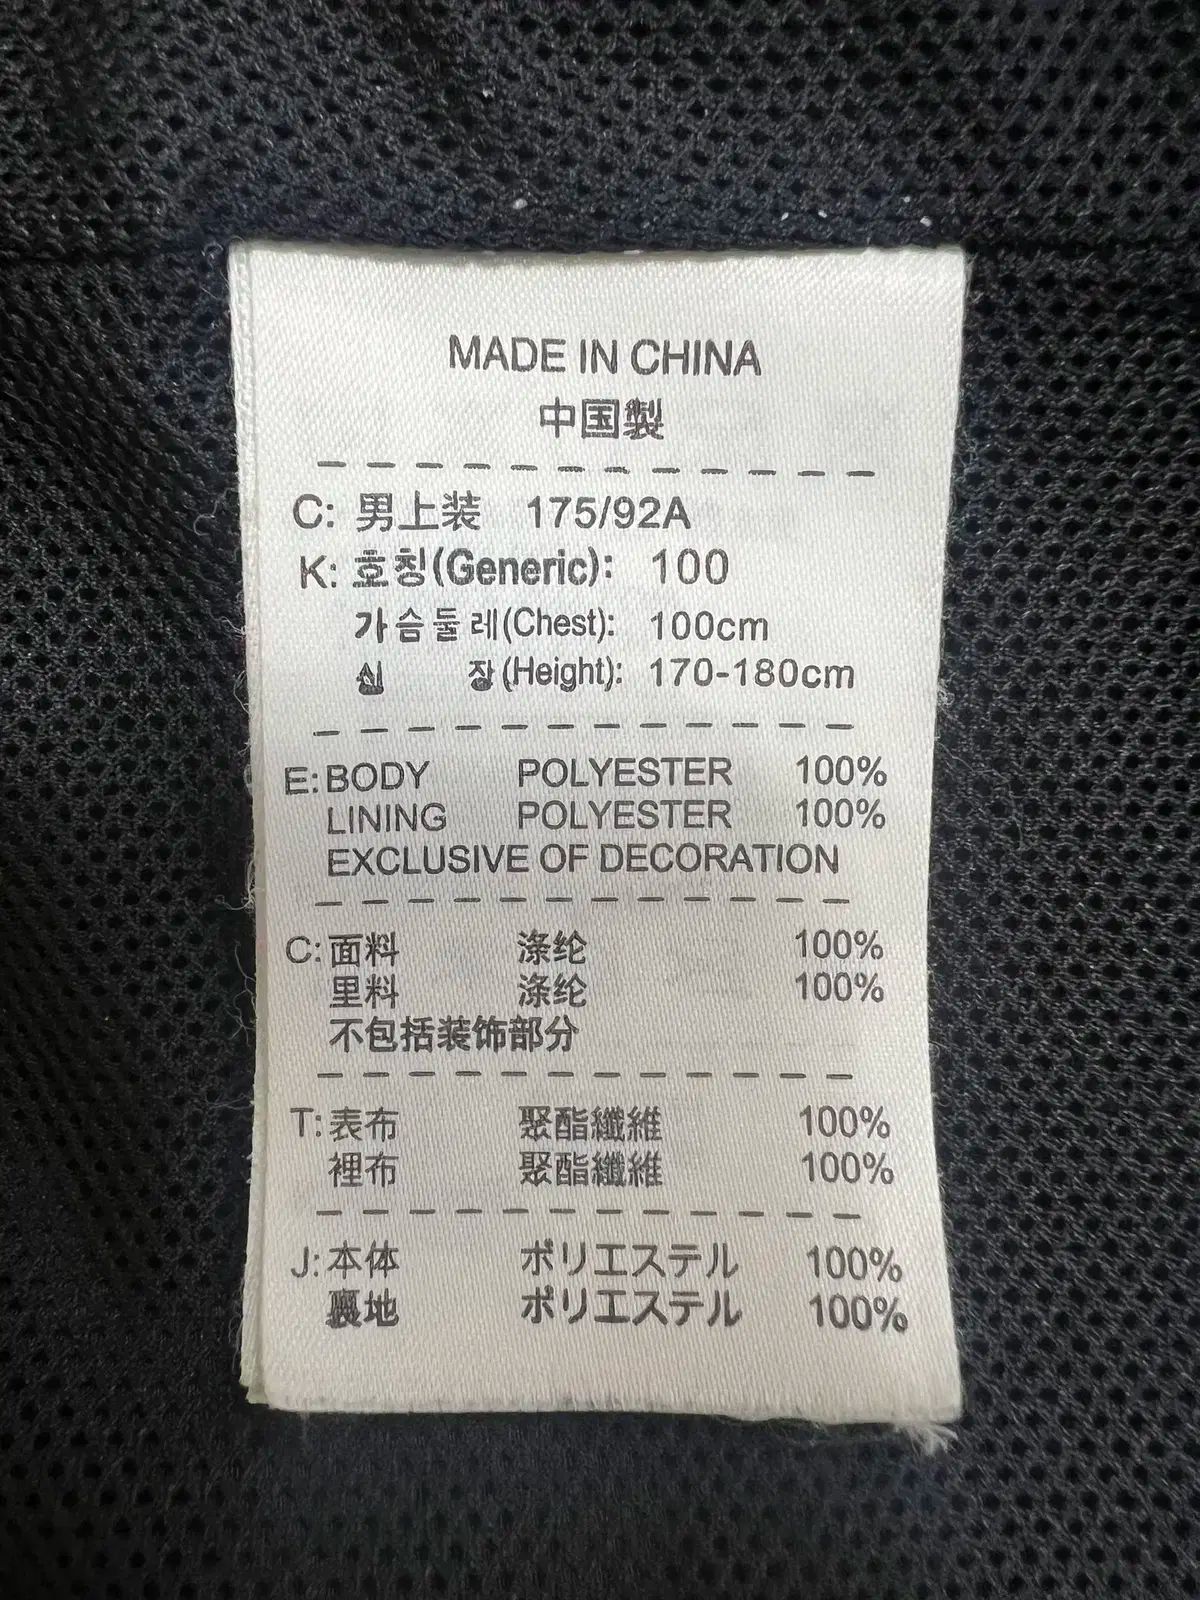 MADE IN CHINA
中国製
C: 男上装 175/92A
K: 호칭(Generic): 100
가슴둘레(Chest): 100cm
신 장(Height): 170-180cm
E: BODY POLYESTER 100%
LINING POLYESTER 100%
EXCLUSIVE OF DECORATION
C: 面料 涤纶 100%
里料 涤纶 100%
不包括装饰部分
T: 表布 聚酯纖維 100%
裡布 聚酯纖維 100%
J: 本体 ポリエステル 100%
裏地 ポリエステル 100%